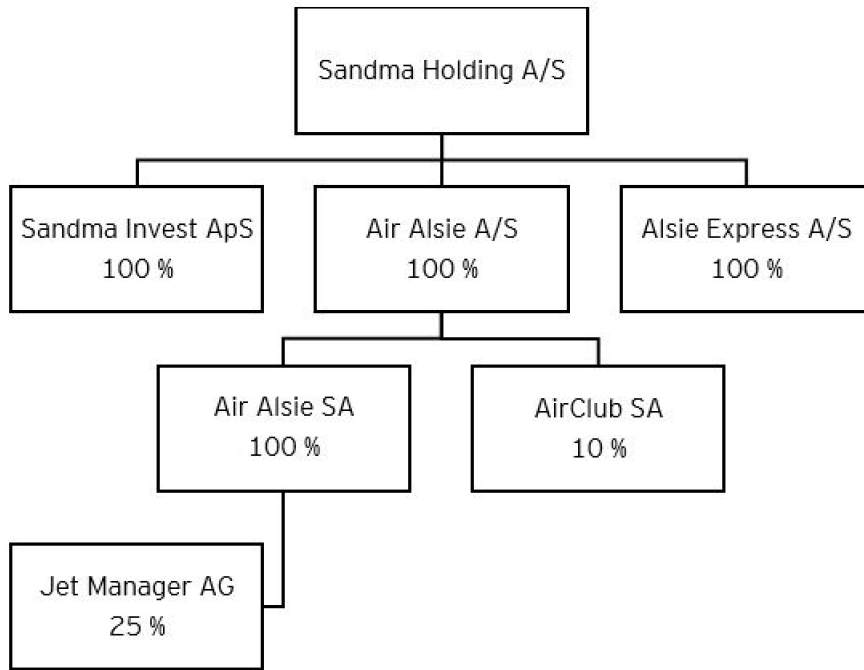 Sandma Holding A/S
Sandma Invest ApS
100 %
Air Alsie A/S
100 %
Alsie Express A/S
100 %
Air Alsie SA
100 %
AirClub SA
10 %
Jet Manager AG
25 %